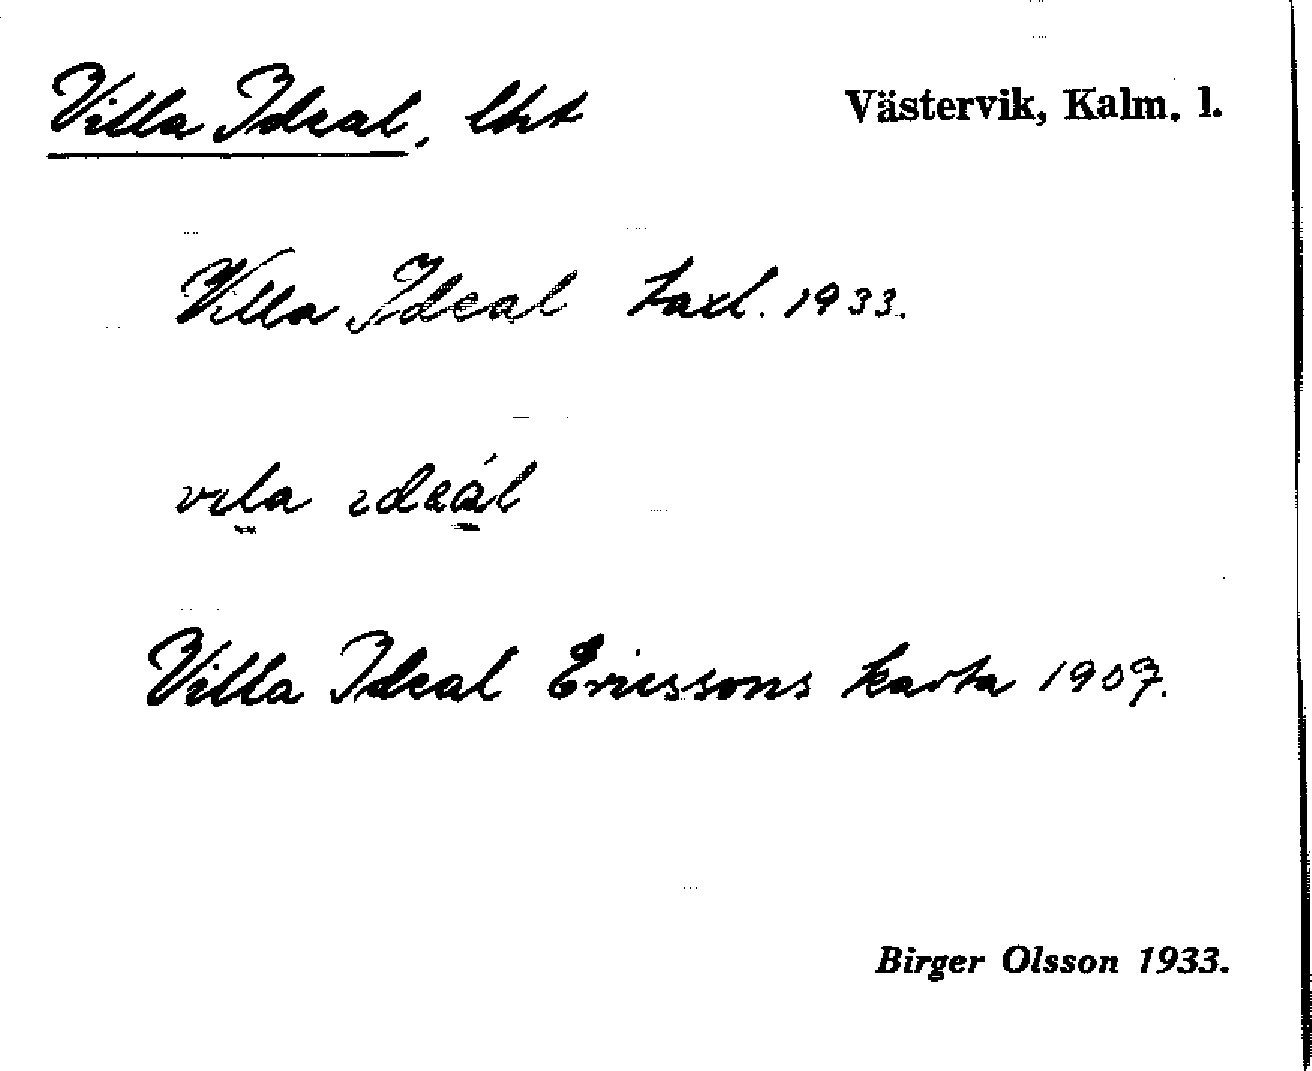 Villa Ideal, lht Västervik, Kalm. l.
Villa Ideal taxl. 1933.
vila ideál
Villa Ideal Ericssons karta 1907.
Birger Olsson 1933.